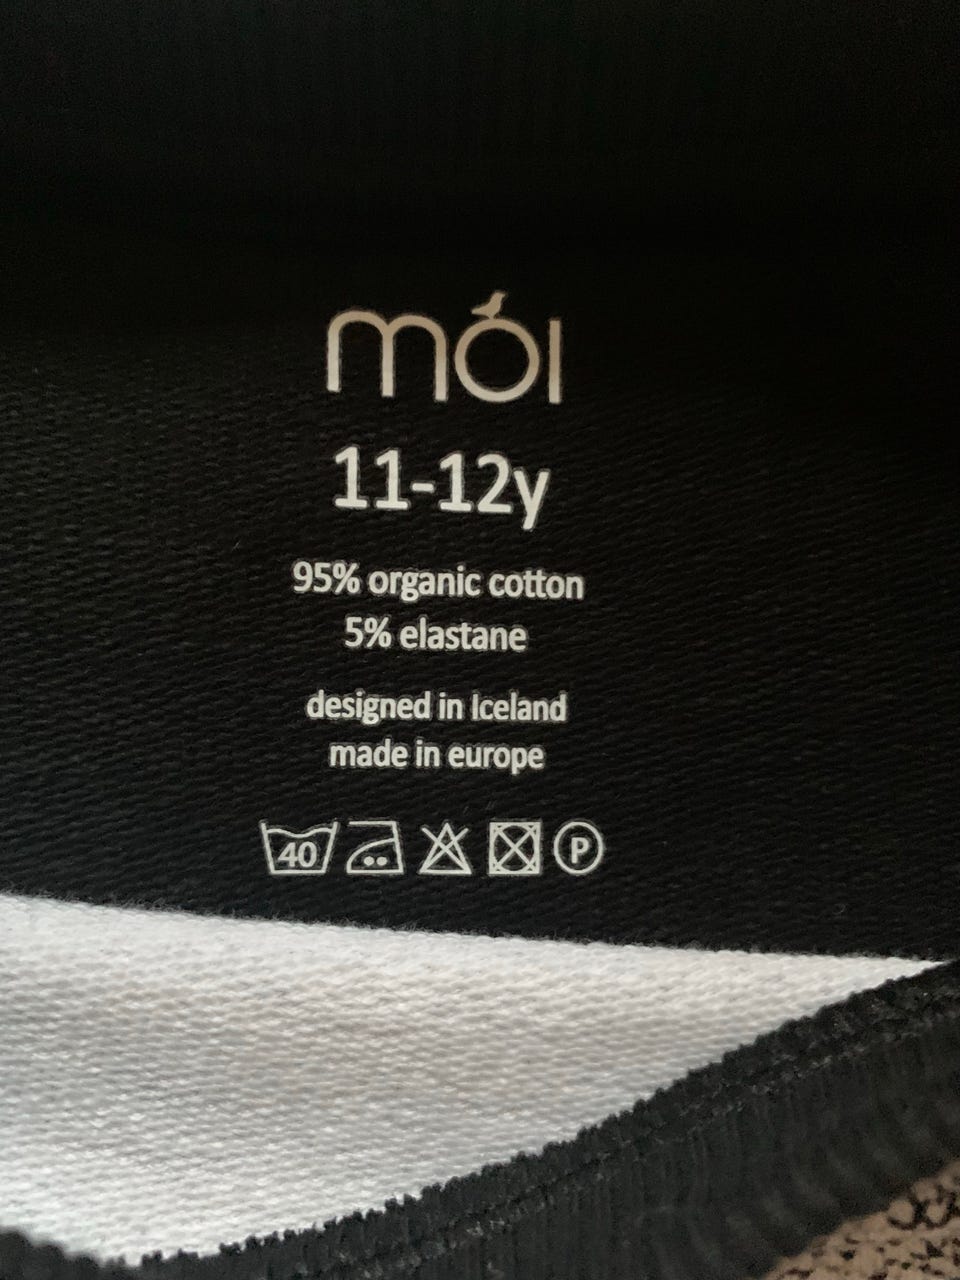 mói
11-12y
95% organic cotton
5% elastane
designed in Iceland
made in europe
40 P